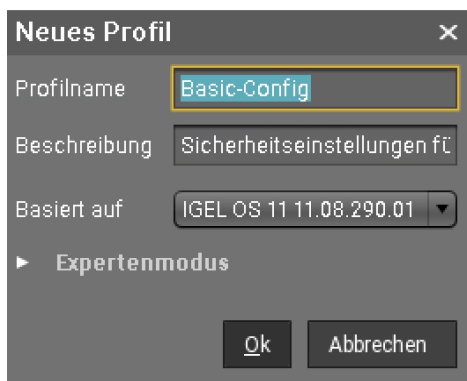 Neues Profil
Profilname Basic-Config
Beschreibung Sicherheitseinstellungen fü
Basiert auf IGEL OS 11 11.08.290.01
Expertenmodus
Ok Abbrechen